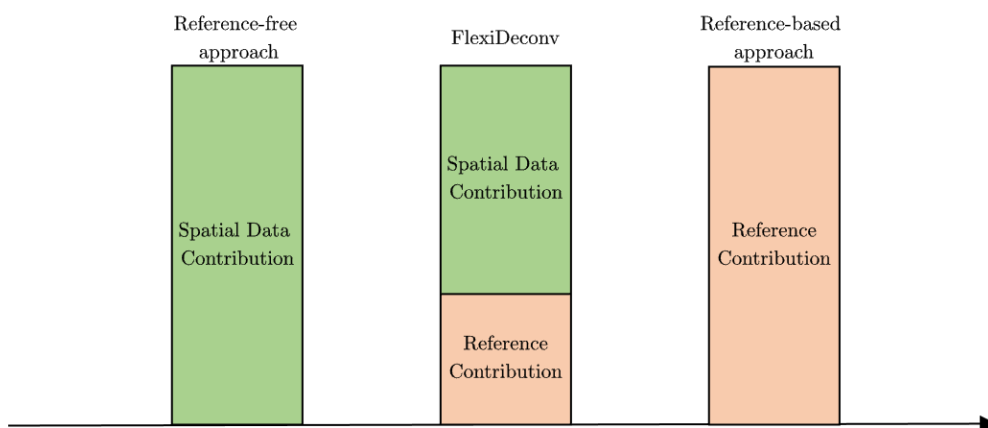 Reference-free
approach
FlexiDeconv
Reference-based
approach
Spatial Data
Contribution
Spatial Data
Contribution
Reference
Contribution
Reference
Contribution